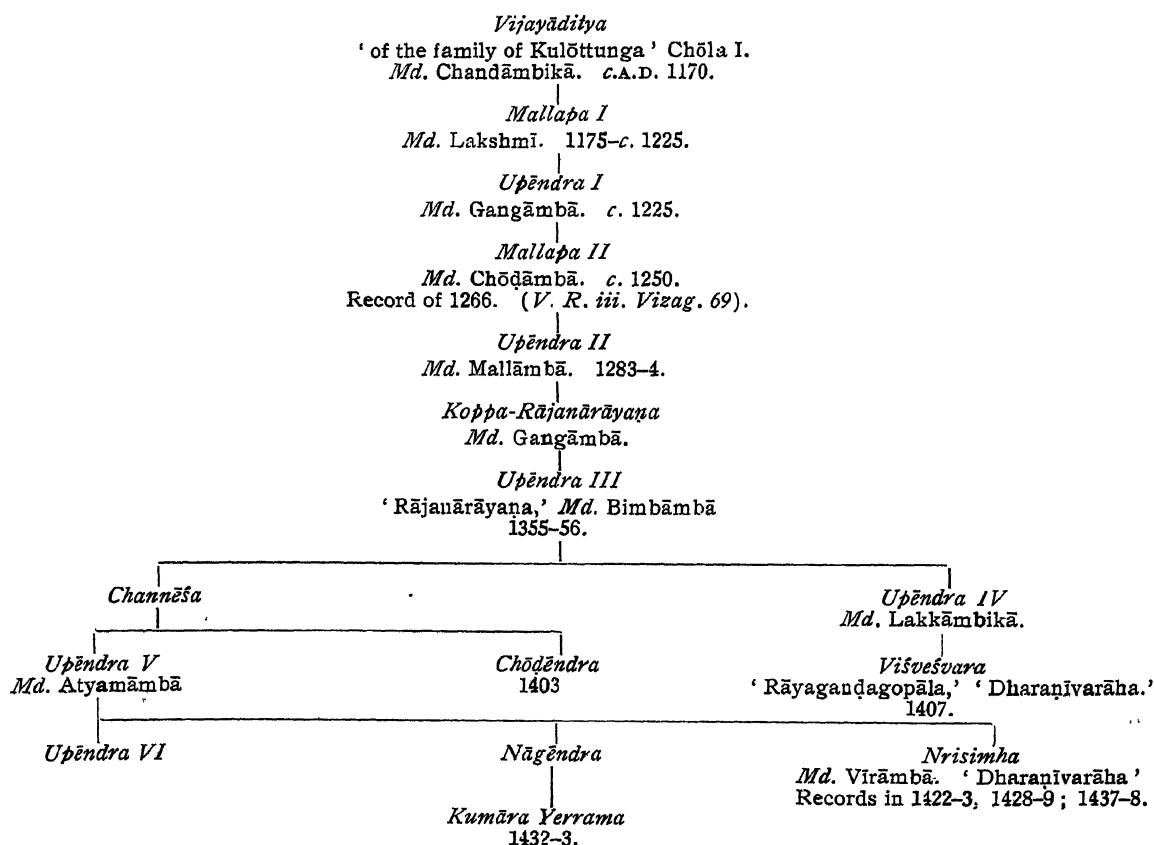 Vijayāditya
‘ of the family of Kulōttunga ’ Chōla I.
Md. Chandāmbikā. c.A.D. 1170.
Mallapa I
Md. Lakshmī. 1175–c. 1225.
Upēndra I
Md. Gangāmbā. c. 1225.
Mallapa II
Md. Chōḍāmbā. c. 1250.
Record of 1266. (V. R. iii. Vizag. 69).
Upēndra II
Md. Mallāmbā. 1283–4.
Koppa-Rājanārāyaṇa
Md. Gangāmbā.
Upēndra III
‘ Rājanārāyaṇa,’ Md. Bimbāmbā
1355–56.
Channēśa
Upēndra IV
Md. Lakkāmbikā.
Upēndra V
Md. Atyamāmbā
Chōḍēndra
1403
Viśveśvara
‘ Rāyagandagopāla,’ ‘ Dharaṇīvarāha.’
1407.
Upēndra VI
Nāgēndra
Nrisimha
Md. Vīrāmbā. ‘ Dharaṇīvarāha ’
Records in 1422–3, 1428–9 ; 1437–8.
Kumāra Yerrama
1432–3.